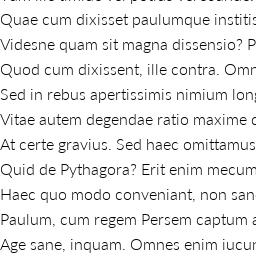 Quae cum dixisset paulumque institis
Videsne quam sit magna dissensio? P
Quod cum dixissent, ille contra. Omn
Sed in rebus apertissimis nimium long
Vitae autem degendae ratio maxime
At certe gravius. Sed haec omittamus
Quid de Pythagora? Erit enim mecum
Haec quo modo conveniant, non san
Paulum, cum regem Persem captum a
Age sane, inquam. Omnes enim iucun